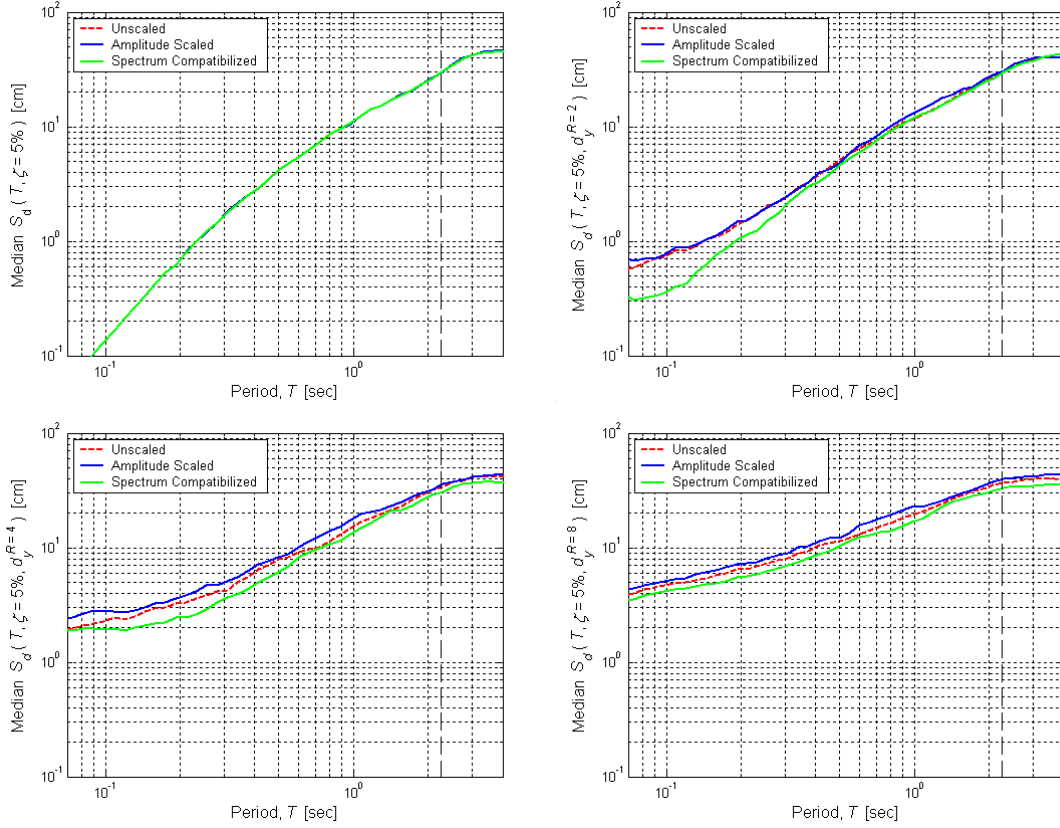 Unscaled
Amplitude Scaled
Spectrum Compatibilized
Median S_d ( T, ζ = 5% ) [cm]
10^2
10^1
10^0
10^-1
10^-1
10^0
Period, T [sec]
Unscaled
Amplitude Scaled
Spectrum Compatibilized
Median S_d ( T, ζ = 5%, d_y^R=2 ) [cm]
10^2
10^1
10^0
10^-1
10^-1
10^0
Period, T [sec]
Unscaled
Amplitude Scaled
Spectrum Compatibilized
Median S_d ( T, ζ = 5%, d_y^R=4 ) [cm]
10^2
10^1
10^0
10^-1
10^-1
10^0
Period, T [sec]
Unscaled
Amplitude Scaled
Spectrum Compatibilized
Median S_d ( T, ζ = 5%, d_y^R=8 ) [cm]
10^2
10^1
10^0
10^-1
10^-1
10^0
Period, T [sec]